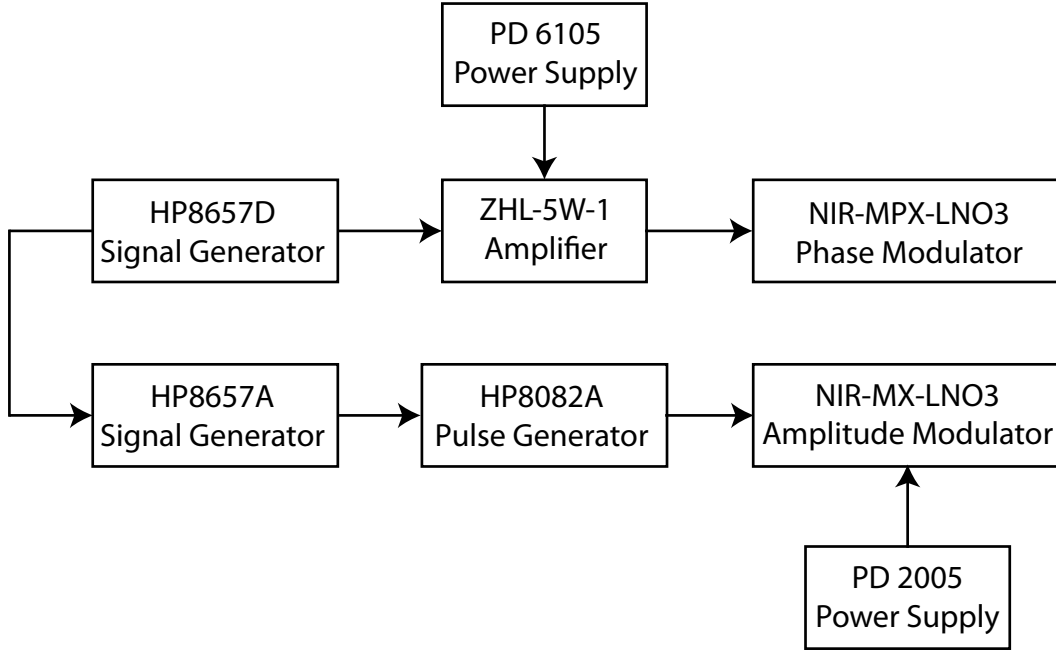 PD 6105
Power Supply
HP8657D
Signal Generator
ZHL-5W-1
Amplifier
NIR-MPX-LNO3
Phase Modulator
HP8657A
Signal Generator
HP8082A
Pulse Generator
NIR-MX-LNO3
Amplitude Modulator
PD 2005
Power Supply